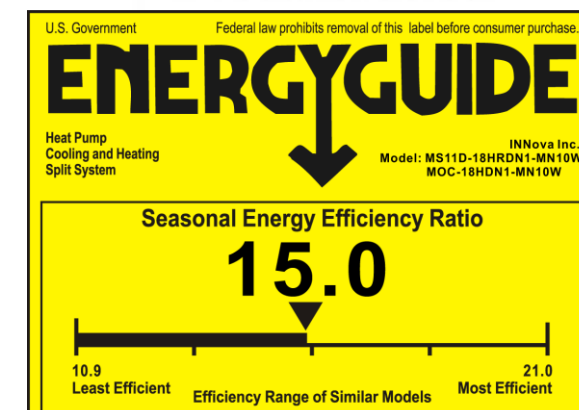 U.S. Government
Federal law prohibits removal of this label before consumer purchase.
ENERGYGUIDE
Heat Pump
Cooling and Heating
Split System
INNova Inc.
Model: MS11D-18HRDN1-MN10W
MOC-18HDN1-MN10W
Seasonal Energy Efficiency Ratio
15.0
10.9
Least Efficient
21.0
Most Efficient
Efficiency Range of Similar Models